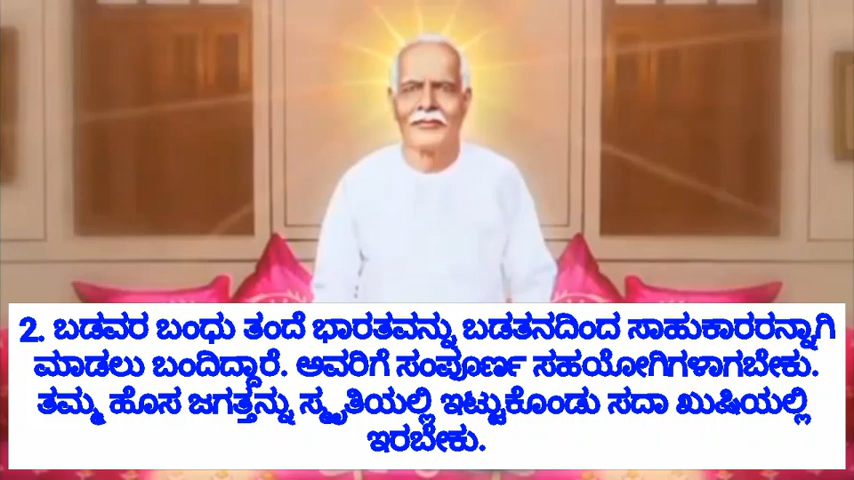 2. ಬಡವರ ಬಂಧು ತಂದೆ ಭಾರತವನ್ನು ಬಡತನದಿಂದ ಸಾಹುಕಾರರನ್ನಾಗಿ
ಮಾಡಲು ಬಂದಿದ್ದಾರೆ. ಅವರಿಗೆ ಸಂಪೂರ್ಣ ಸಹಯೋಗಿಗಳಾಗಬೇಕು.
ತಮ್ಮ ಹೊಸ ಜಗತ್ತನ್ನು ಸ್ಮೃತಿಯಲ್ಲಿ ಇಟ್ಟುಕೊಂಡು ಸದಾ ಖುಷಿಯಲ್ಲಿ
ಇರಬೇಕು.